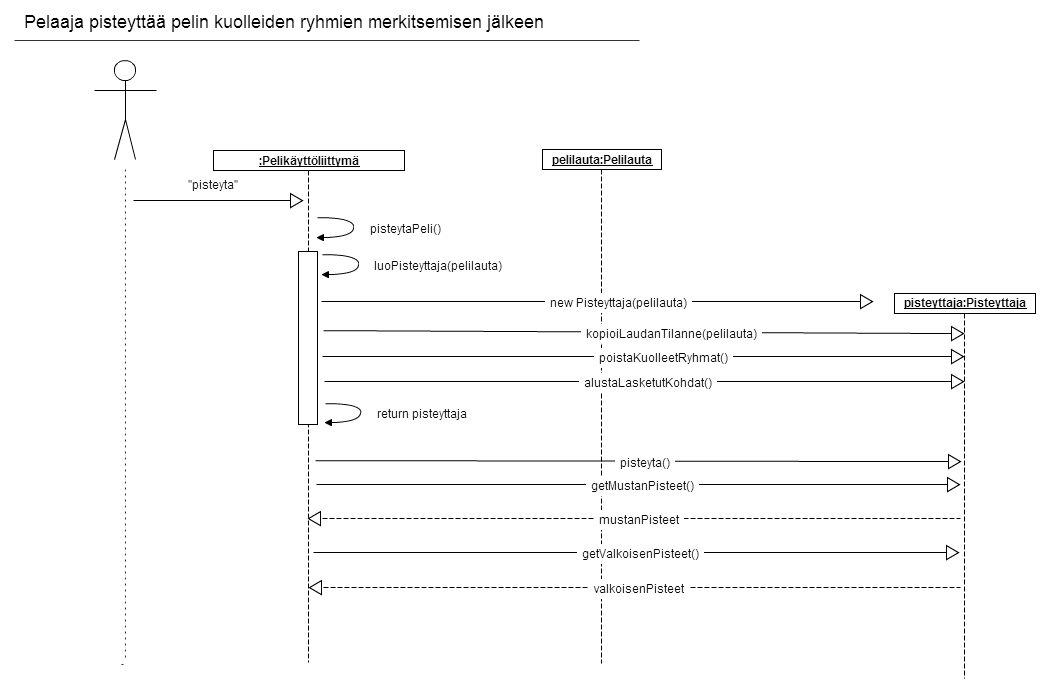 Pelaaja pisteyttää pelin kuolleiden ryhmien merkitsemisen jälkeen
:Pelikäyttöliittymä
pelilauta:Pelilauta
"pisteyta"
pisteytaPeli()
luoPisteyttaja(pelilauta)
new Pisteyttaja(pelilauta)
pisteyttaja:Pisteyttaja
kopioiLaudanTilanne(pelilauta)
poistaKuolleetRyhmat()
alustaLasketutKohdat()
return pisteyttaja
pisteyta()
getMustanPisteet()
mustanPisteet
getValkoisenPisteet()
valkoisenPisteet